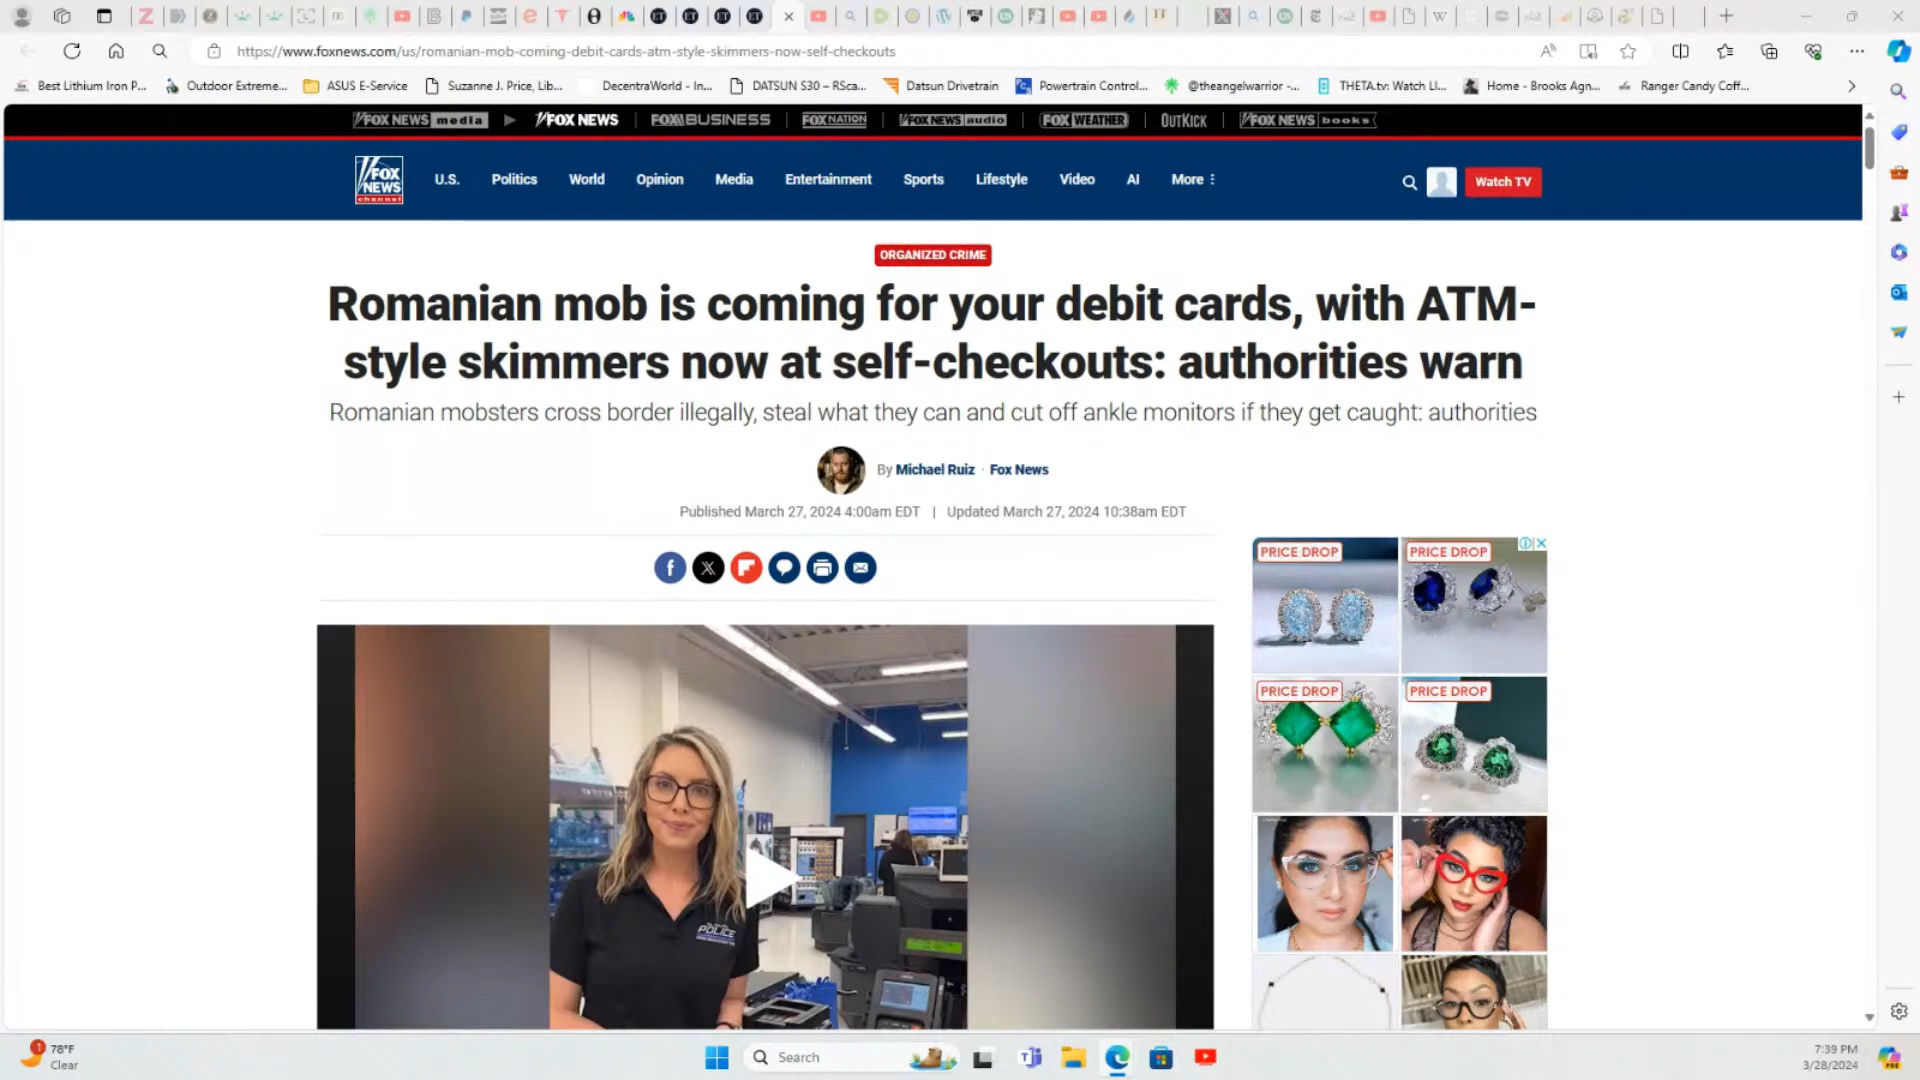 https://www.foxnews.com/us/romanian-mob-coming-debit-cards-atm-style-skimmers-now-self-checkouts
Best Lithium Iron P...
Outdoor Extreme...
ASUS E-Service
Suzanne J. Price, Lib...
DecentraWorld - In...
DATSUN S30 – RSca...
Datsun Drivetrain
Powertrain Control...
@theangelwarrior -...
THETA.tv: Watch Li...
Home - Brooks Agn...
Ranger Candy Coff...
FOX NEWS media
FOX NEWS
FOX BUSINESS
FOX NATION
FOX NEWS audio
FOX WEATHER
OUTKICK
FOX NEWS books
FOX NEWS channel
U.S.
Politics
World
Opinion
Media
Entertainment
Sports
Lifestyle
Video
AI
More
Watch TV
ORGANIZED CRIME
Romanian mob is coming for your debit cards, with ATM-
style skimmers now at self-checkouts: authorities warn
Romanian mobsters cross border illegally, steal what they can and cut off ankle monitors if they get caught: authorities
By Michael Ruiz · Fox News
Published March 27, 2024 4:00am EDT | Updated March 27, 2024 10:38am EDT
PRICE DROP
PRICE DROP
PRICE DROP
PRICE DROP
POLICE
78°F
Clear
Search
7:39 PM
3/28/2024